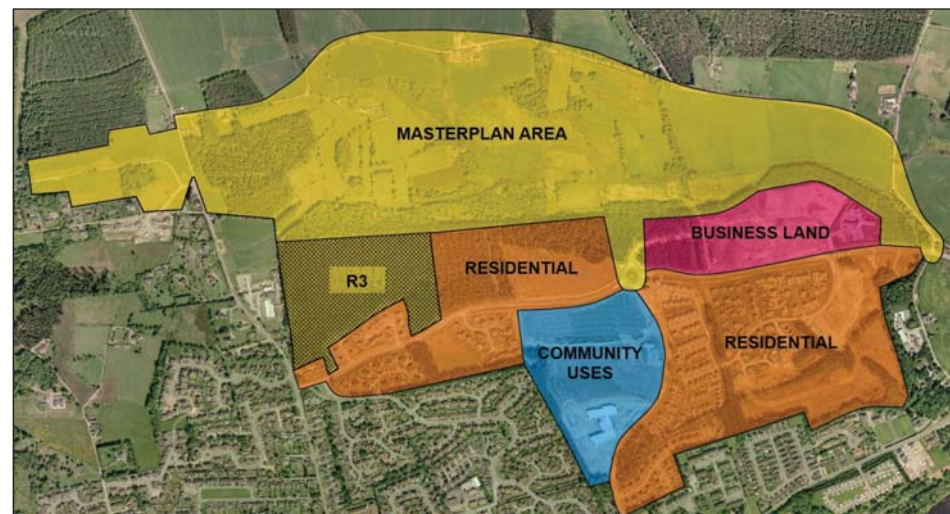 MASTERPLAN AREA
BUSINESS LAND
RESIDENTIAL
R3
COMMUNITY
USES
RESIDENTIAL